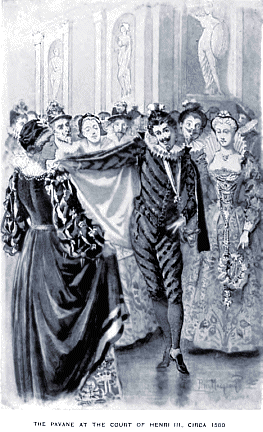 THE PAVANE AT THE COURT OF HENRI III, CIRCA 1580